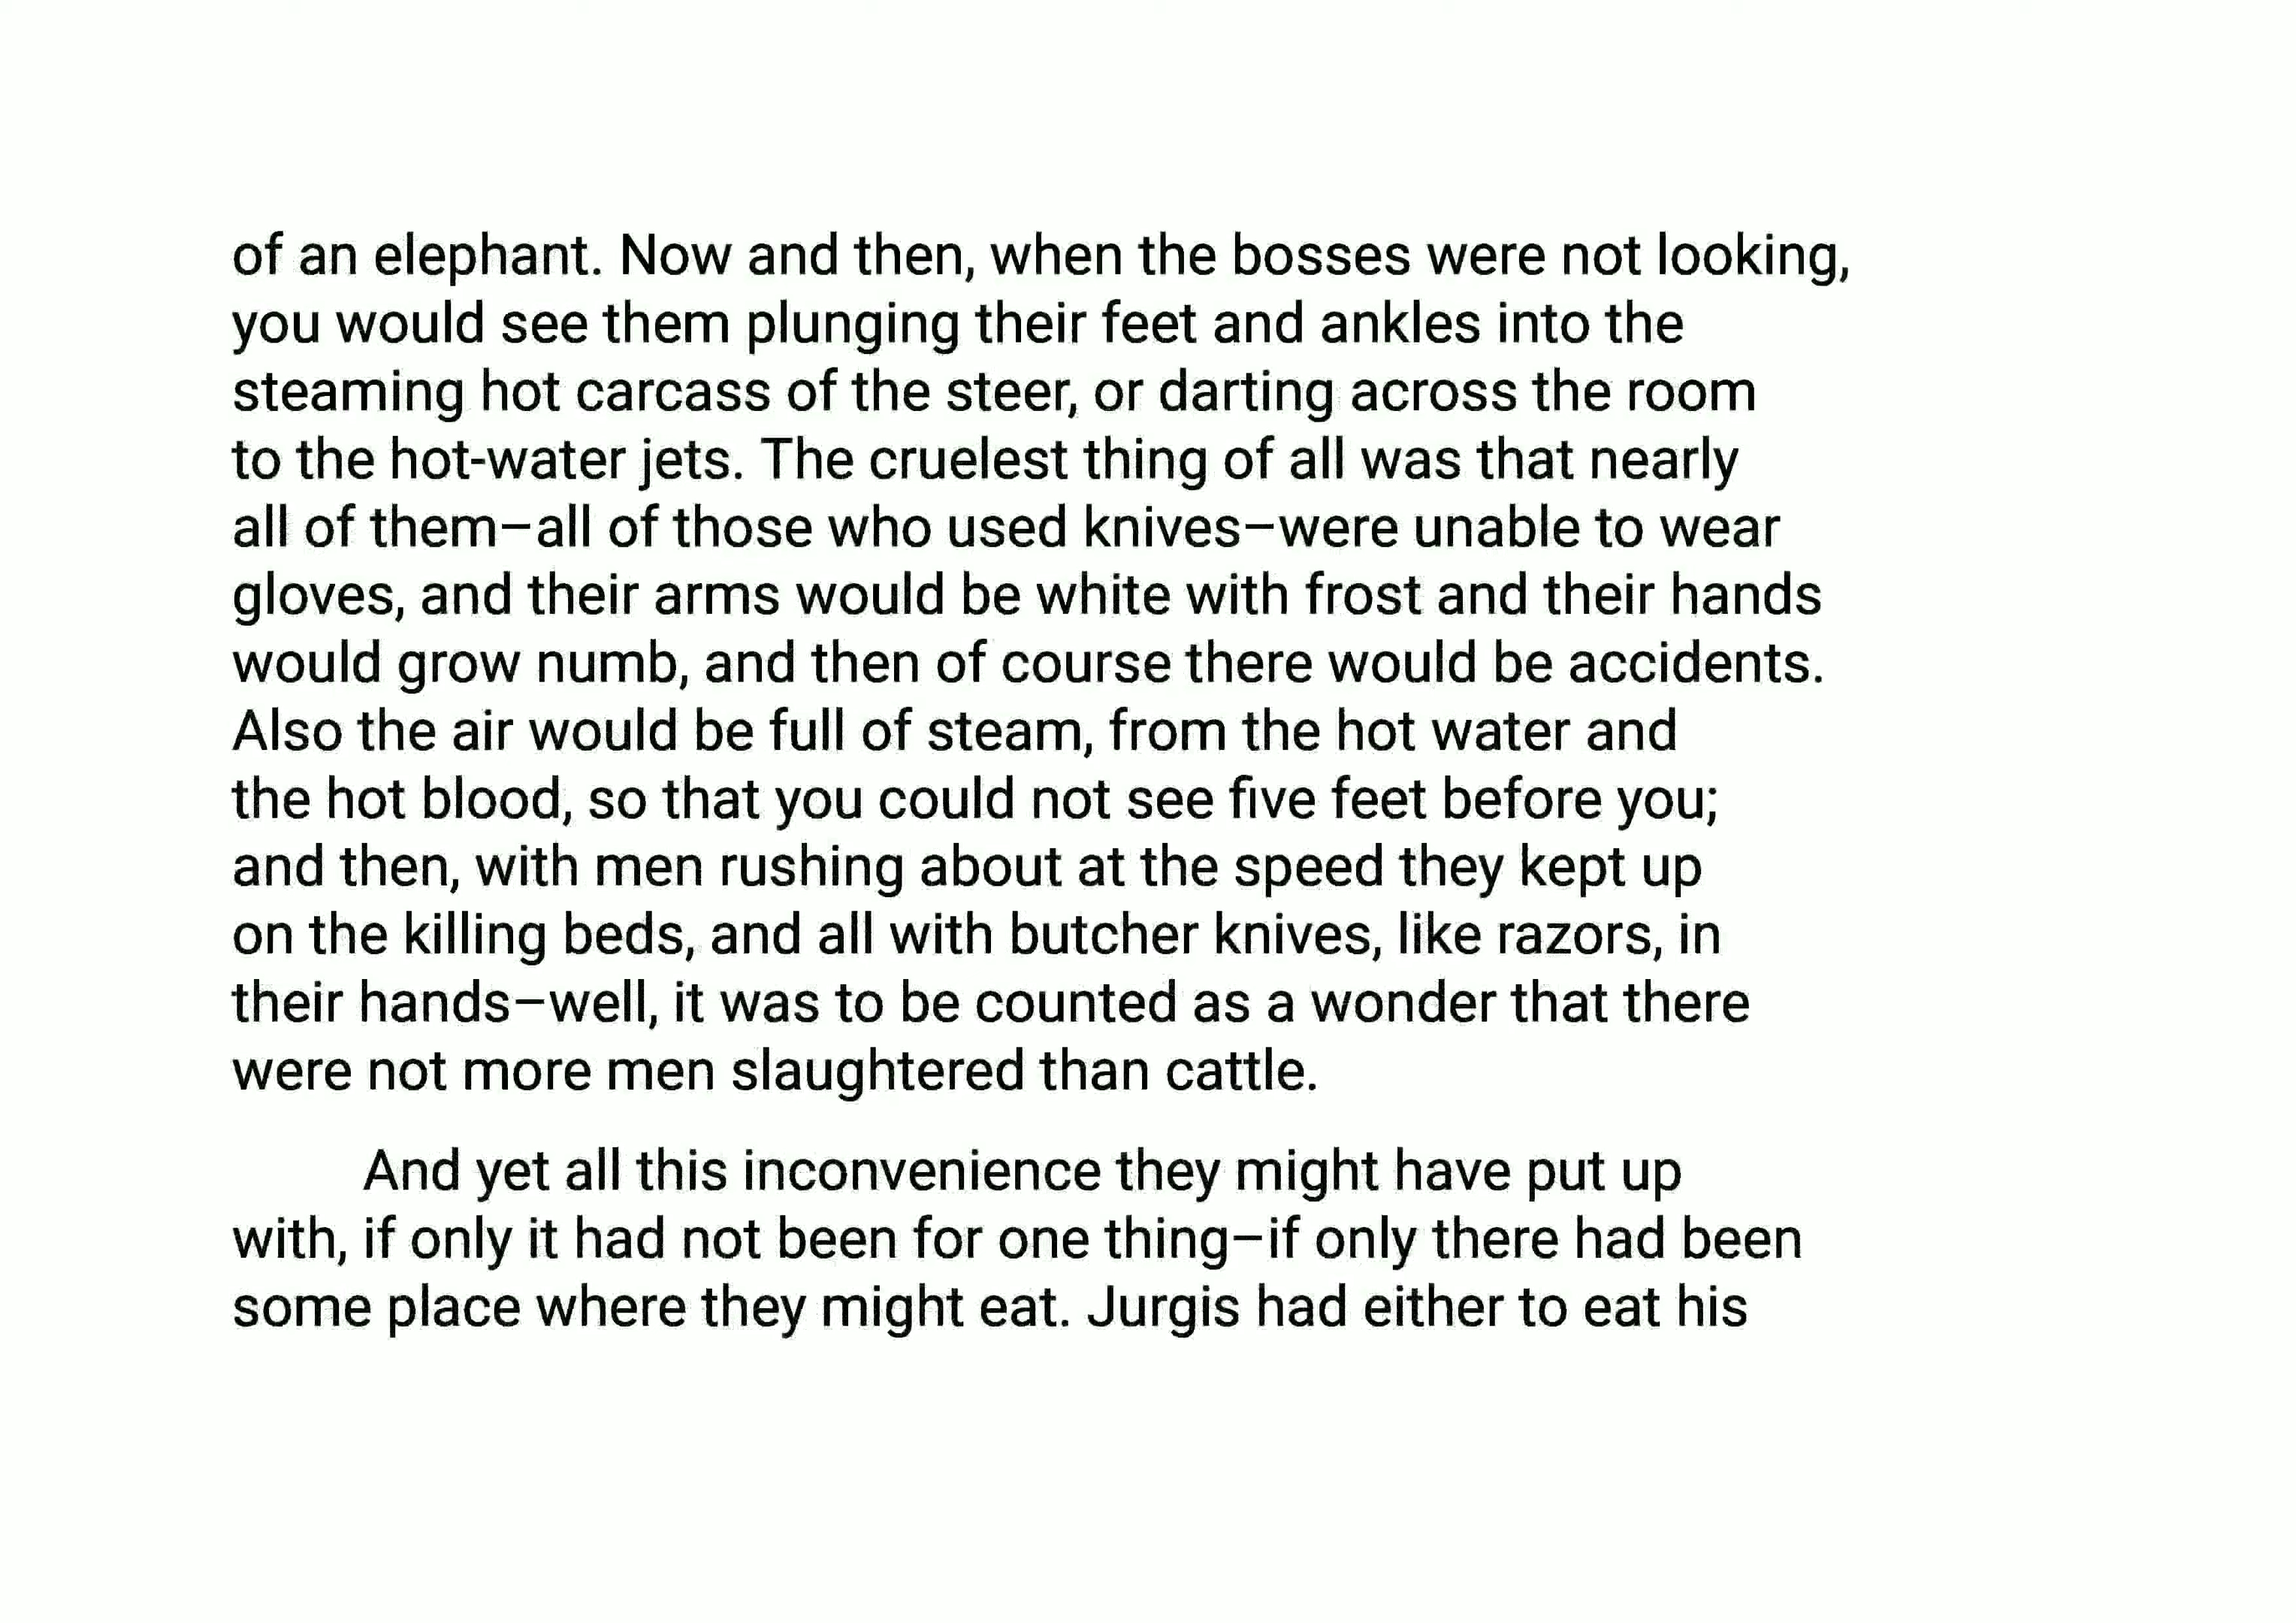 of an elephant. Now and then, when the bosses were not looking,
you would see them plunging their feet and ankles into the
steaming hot carcass of the steer, or darting across the room
to the hot-water jets. The cruelest thing of all was that nearly
all of them–all of those who used knives–were unable to wear
gloves, and their arms would be white with frost and their hands
would grow numb, and then of course there would be accidents.
Also the air would be full of steam, from the hot water and
the hot blood, so that you could not see five feet before you;
and then, with men rushing about at the speed they kept up
on the killing beds, and all with butcher knives, like razors, in
their hands–well, it was to be counted as a wonder that there
were not more men slaughtered than cattle.
And yet all this inconvenience they might have put up
with, if only it had not been for one thing–if only there had been
some place where they might eat. Jurgis had either to eat his